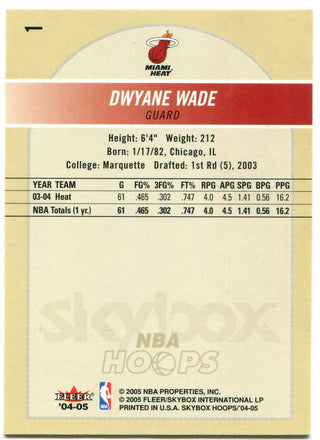 1
MIAMI
HEAT
DWYANE WADE
GUARD
Height: 6'4" Weight: 212
Born: 1/17/82, Chicago, IL
College: Marquette Drafted: 1st Rd (5), 2003
YEAR TEAM G FG% 3FG% FT% RPG APG SPG BPG PPG
03-04 Heat 61 .465 .302 .747 4.0 4.5 1.41 0.56 16.2
NBA Totals (1 yr.) 61 .465 .302 .747 4.0 4.5 1.41 0.56 16.2
skybox
NBA
HOOPS
FLEER
'04-05
NBA
© 2005 NBA PROPERTIES, INC.
© 2005 FLEER/SKYBOX INTERNATIONAL LP
PRINTED IN U.S.A. SKYBOX HOOPS/'04-05